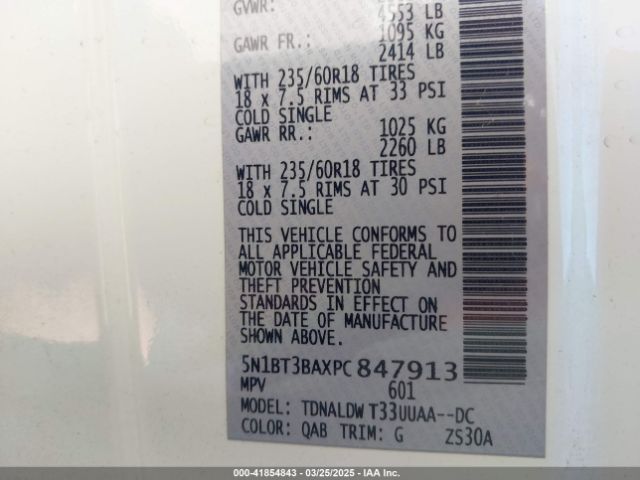 GVWR: 4553 LB
GAWR FR.: 1095 KG
2414 LB
WITH 235/60R18 TIRES
18 x 7.5 RIMS AT 33 PSI
COLD SINGLE
GAWR RR.: 1025 KG
2260 LB
WITH 235/60R18 TIRES
18 x 7.5 RIMS AT 30 PSI
COLD SINGLE
THIS VEHICLE CONFORMS TO
ALL APPLICABLE FEDERAL
MOTOR VEHICLE SAFETY AND
THEFT PREVENTION
STANDARDS IN EFFECT ON
THE DATE OF MANUFACTURE
SHOWN ABOVE.
5N1BT3BAXPC 847913
MPV 601
MODEL: TDNALDW T33UUAA--DC
COLOR: QAB TRIM: G ZS30A
000-41854843 / 03/25/2025 / IAA Inc.